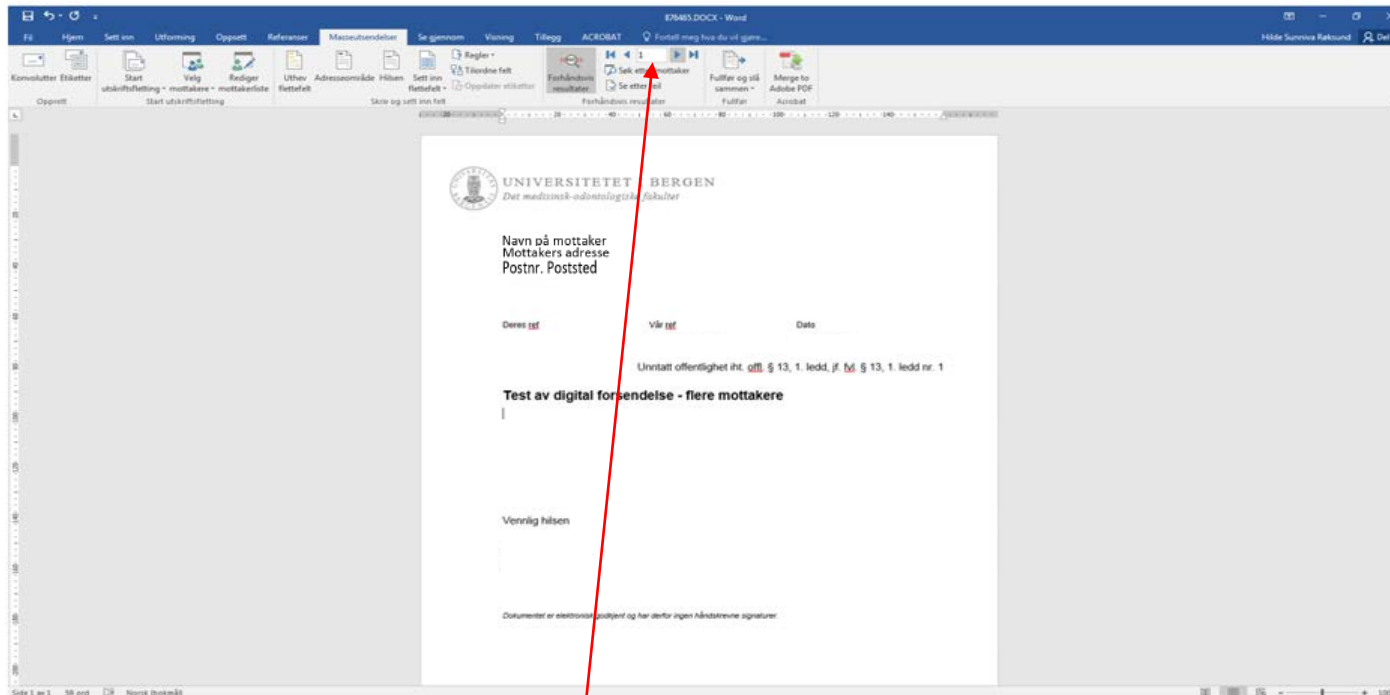 876465.DOCX - Word
Fil Hjem Sett inn Utforming Oppsett Referanser Masseutsendelser Se gjennom Visning Tillegg ACROBAT Fortell meg hva du vil gjøre... Hilde Sunniva Røksund Del
Konvolutter Etiketter
Start utskriftsfletting
Velg mottakere
Rediger mottakerliste
Uthev flettefelt
Adresseområde Hilsen
Sett inn flettefelt
Regler
Tilordne felt
Oppdater etiketter
Forhåndsvis resultater
1
Søk etter mottaker
Se etter feil
Fullfør og slå sammen
Merge to Adobe PDF
Opprett Start utskriftsfletting Skriv og sett inn felt Forhåndsvis resultater Fullfør Acrobat
UNIVERSITETET I BERGEN
Det medisinsk-odontologiske fakultet
Navn på mottaker
Mottakers adresse
Postnr. Poststed
Deres ref Vår ref Dato
Unntatt offentlighet iht. offl. § 13, 1. ledd, jf. fvl. § 13, 1. ledd nr. 1
Test av digital forsendelse - flere mottakere
Vennlig hilsen
Dokumentet er elektronisk godkjent og har derfor ingen håndskrevne signaturer.
Side 1 av 1 59 ord Norsk (bokmål)